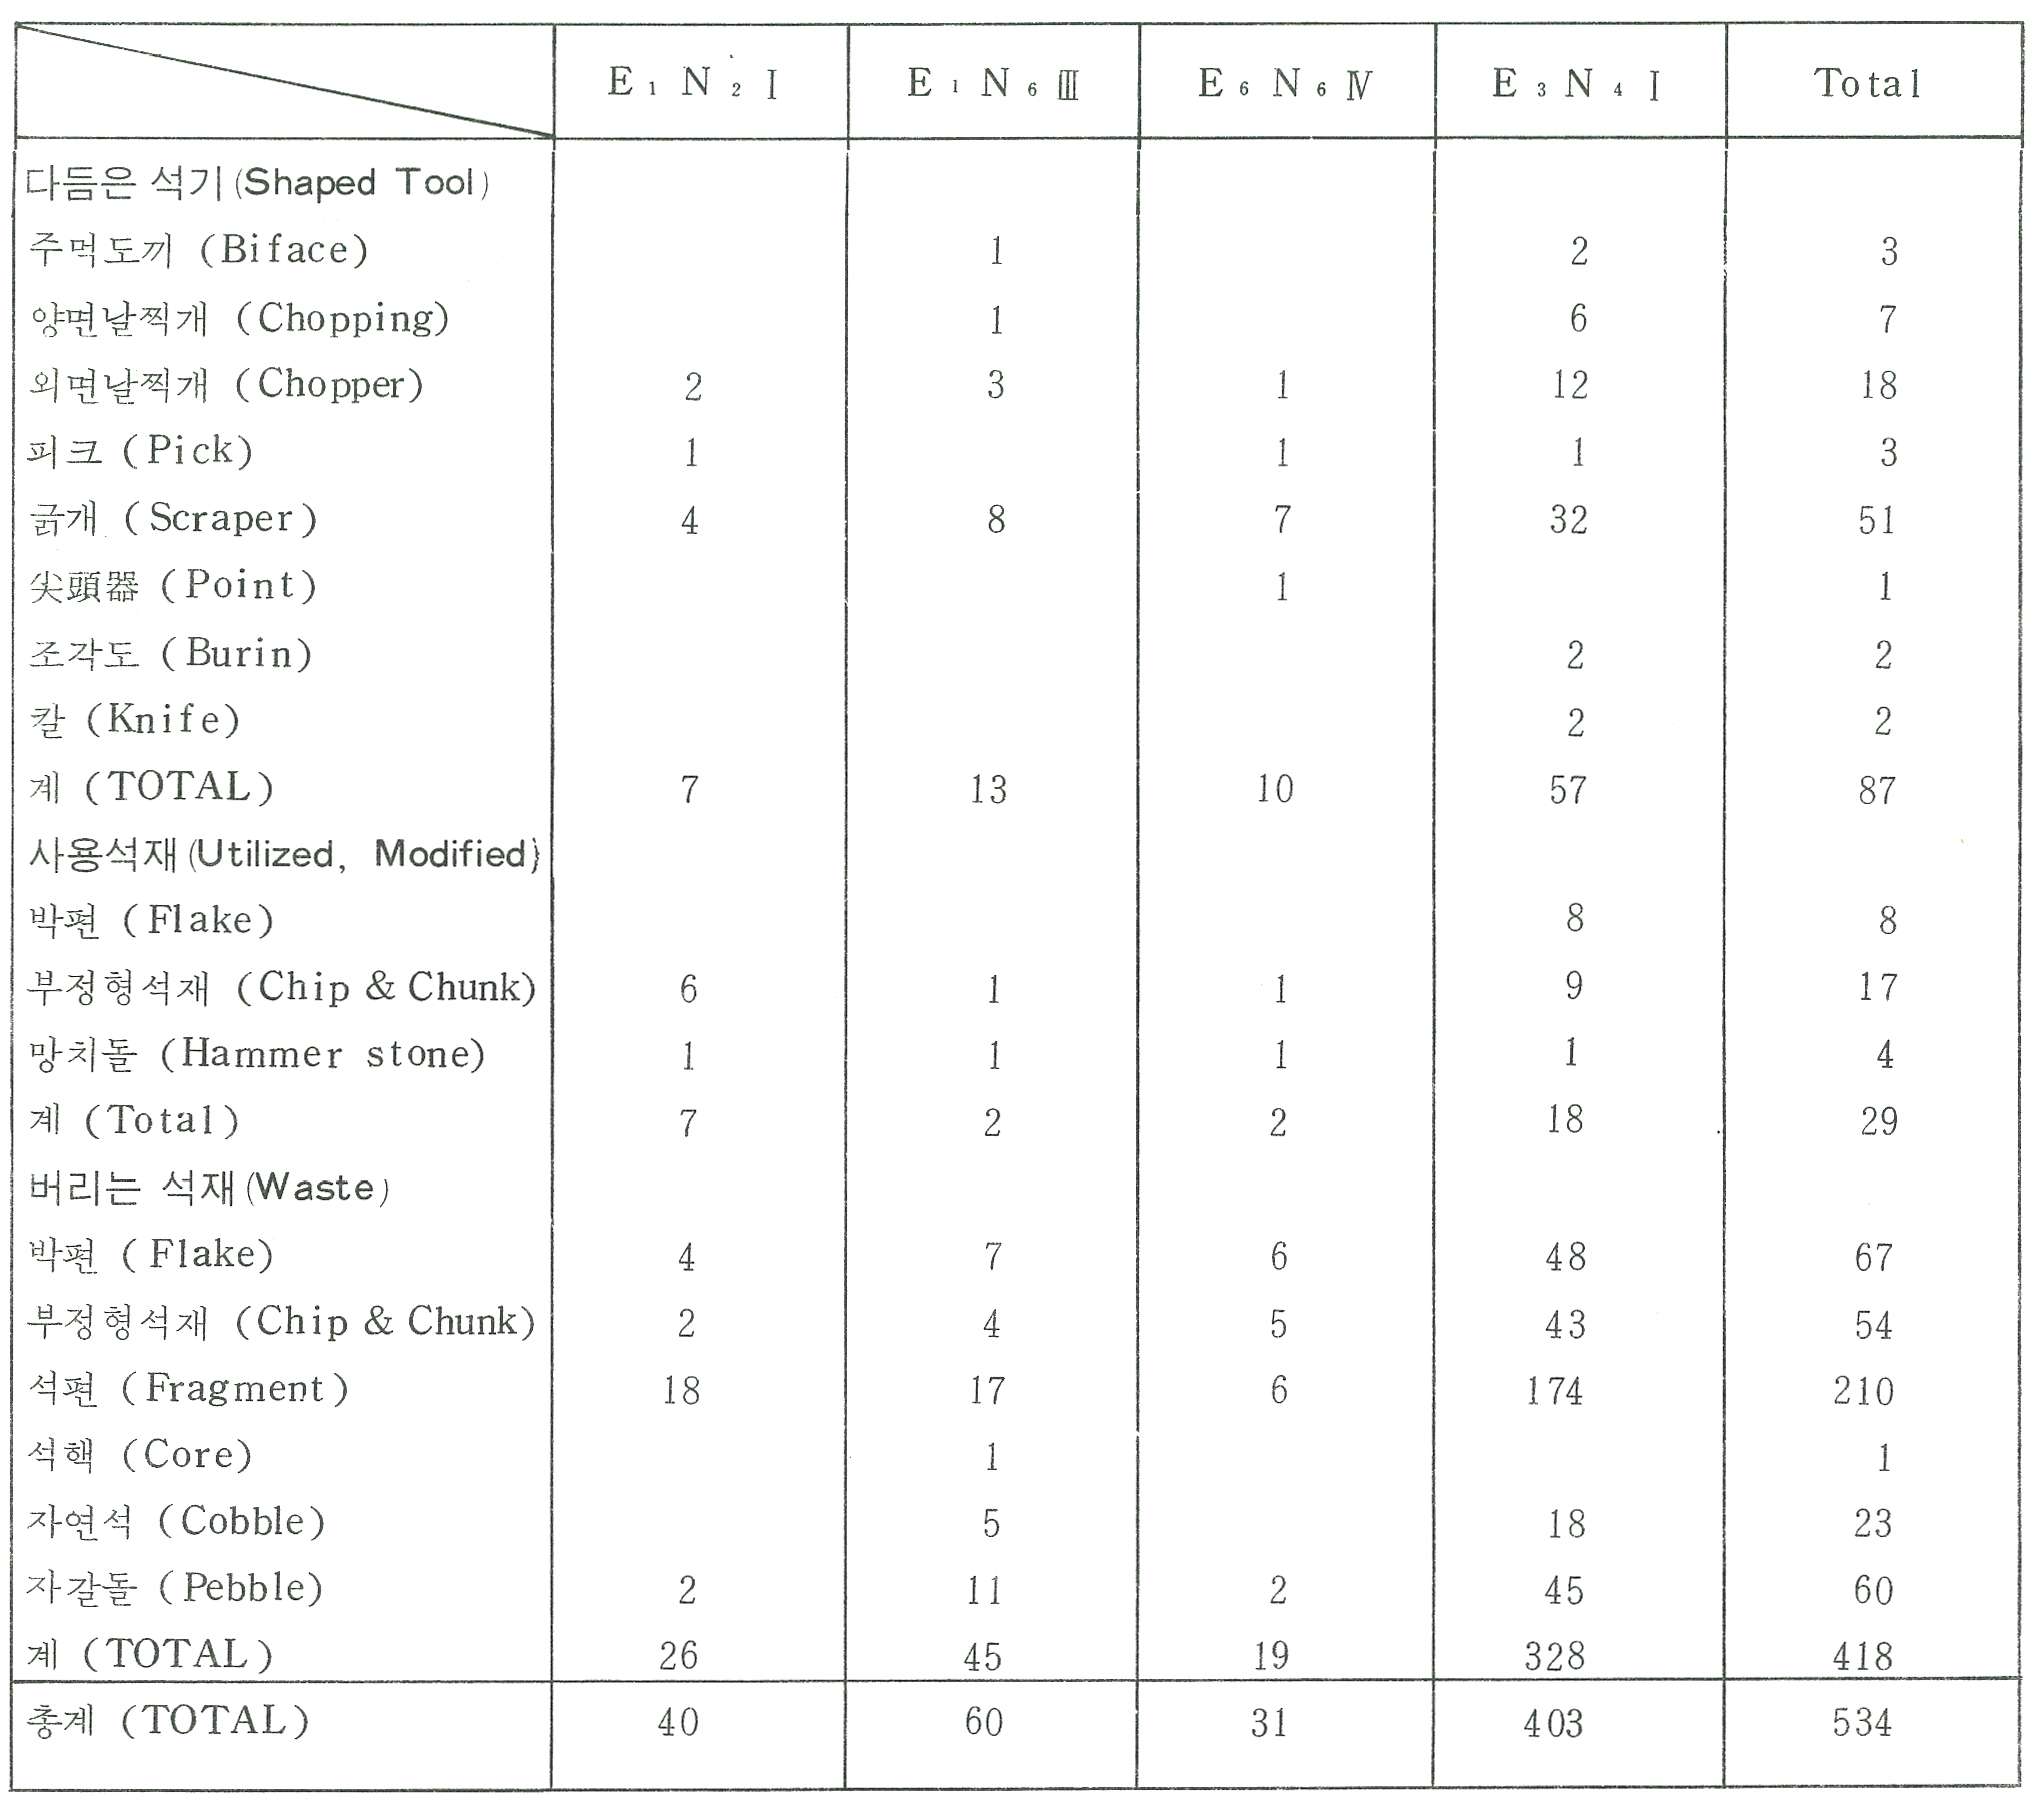 E₁ N₂ Ⅰ E₁ N₆ Ⅲ E₆ N₆ Ⅳ E₃ N₄ Ⅰ Total
다듬은 석기 (Shaped Tool)
주먹도끼 (Biface) 1 2 3
양면날찍개 (Chopping) 1 6 7
외면날찍개 (Chopper) 2 3 1 12 18
피크 (Pick) 1 1 1 3
긁개 (Scraper) 4 8 7 32 51
尖頭器 (Point) 1 1
조각도 (Burin) 2 2
칼 (Knife) 2 2
계 (TOTAL) 7 13 10 57 87
사용석재 (Utilized, Modified)
박편 (Flake) 8 8
부정형석재 (Chip & Chunk) 6 1 1 9 17
망치돌 (Hammer stone) 1 1 1 1 4
계 (Total) 7 2 2 18 29
버리는 석재 (Waste)
박편 (Flake) 4 7 6 48 67
부정형석재 (Chip & Chunk) 2 4 5 43 54
석편 (Fragment) 18 17 6 174 210
석핵 (Core) 1 1
자연석 (Cobble) 5 18 23
자갈돌 (Pebble) 2 11 2 45 60
계 (TOTAL) 26 45 19 328 418
총계 (TOTAL) 40 60 31 403 534